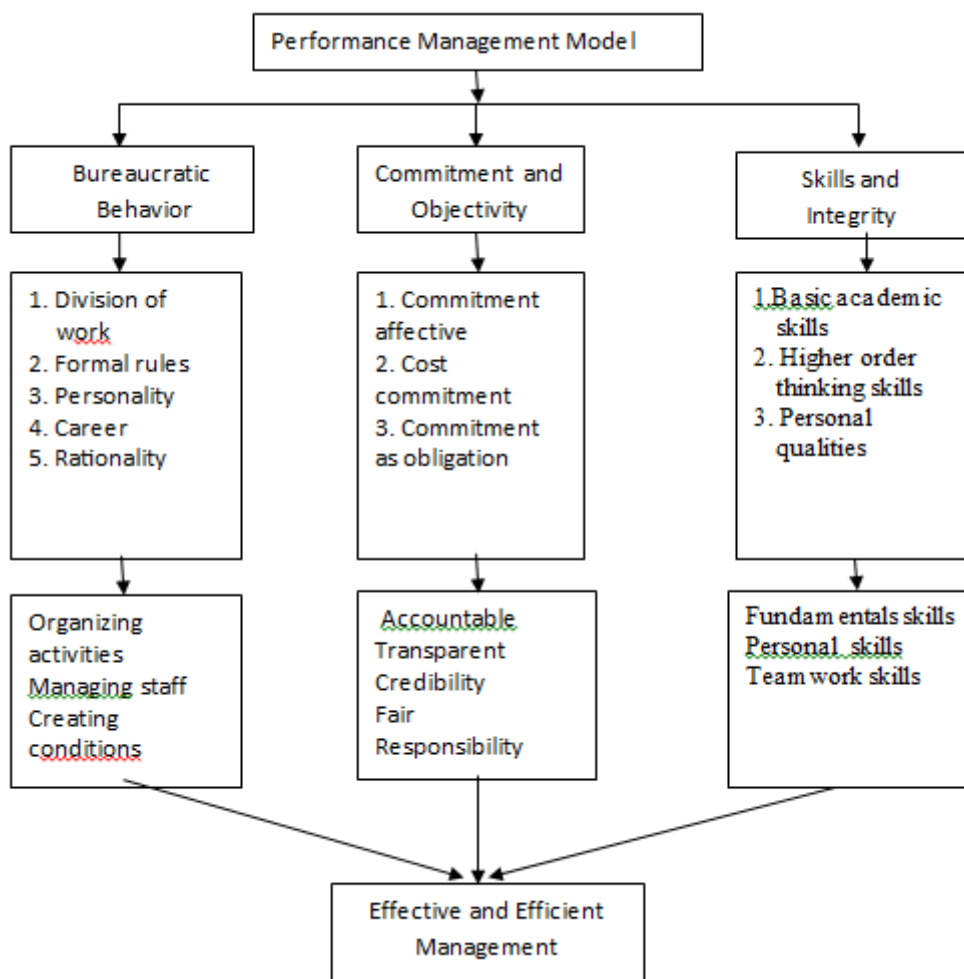 Performance Management Model
Bureaucratic
Behavior
Commitment and
Objectivity
Skills and
Integrity
1. Division of
work
2. Formal rules
3. Personality
4. Career
5. Rationality
1. Commitment
affective
2. Cost
commitment
3. Commitment
as obligation
1.Basic academic
skills
2. Higher order
thinking skills
3. Personal
qualities
Organizing
activities
Managing staff
Creating
conditions
Accountable
Transparent
Credibility
Fair
Responsibility
Fundamentals skills
Personal skills
Team work skills
Effective and Efficient
Management